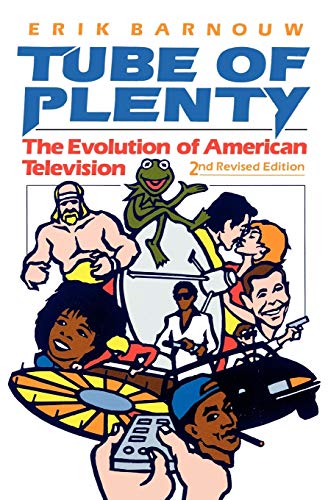 ERIK BARNOUW
TUBE OF
PLENTY
The Evolution of American
Television 2nd Revised Edition